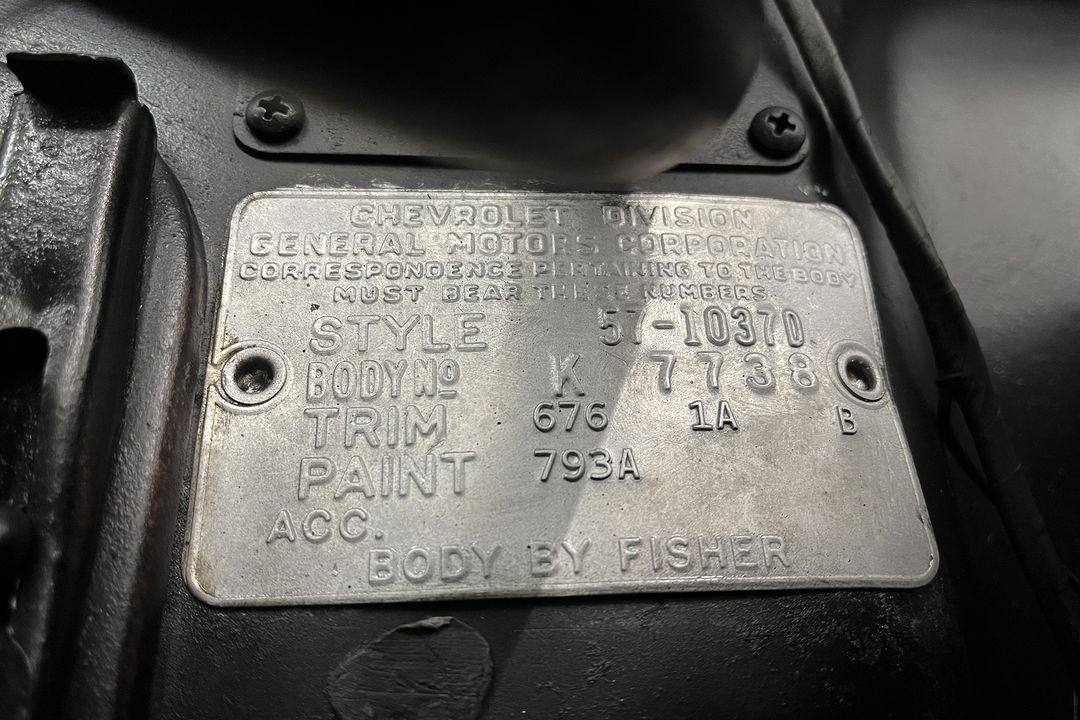 CHEVROLET DIVISION
GENERAL MOTORS CORPORATION
CORRESPONDENCE PERTAINING TO THE BODY
MUST BEAR THESE NUMBERS
STYLE 57-1037D
BODY Nº K 7738
TRIM 676 1A B
PAINT 793A
ACC.
BODY BY FISHER